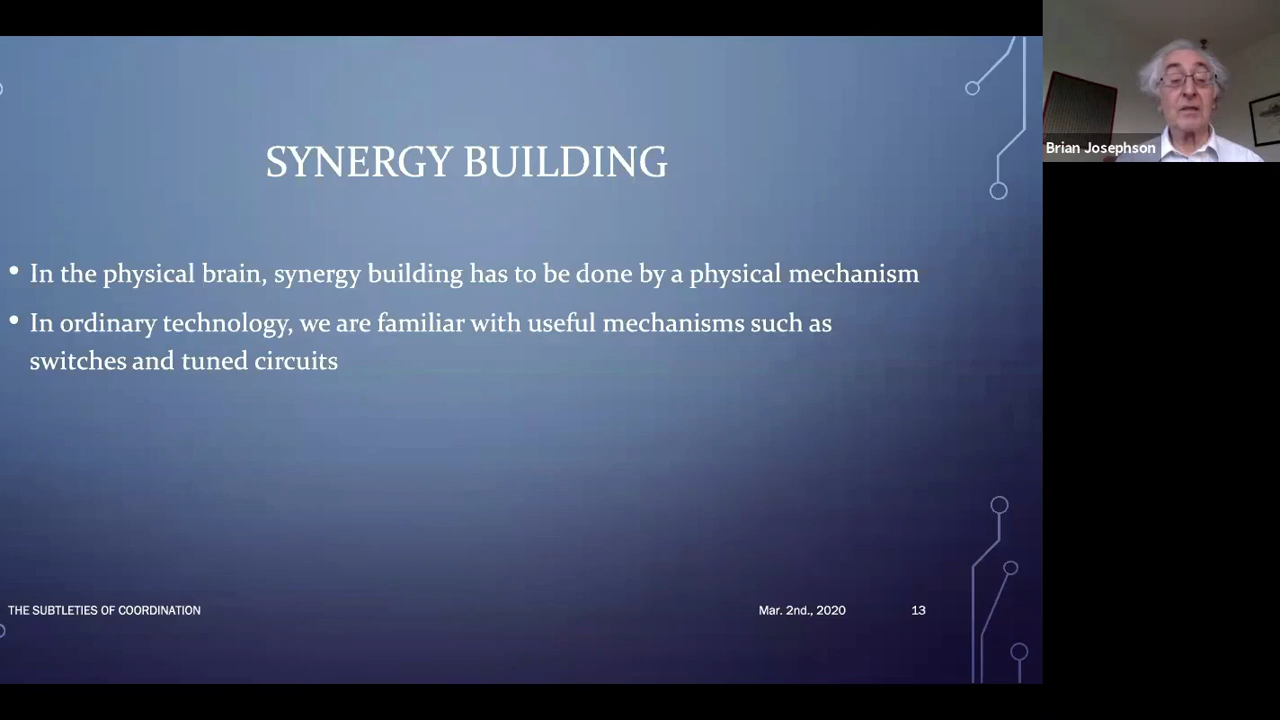 SYNERGY BUILDING
• In the physical brain, synergy building has to be done by a physical mechanism
• In ordinary technology, we are familiar with useful mechanisms such as
switches and tuned circuits
THE SUBTLETIES OF COORDINATION
Mar. 2nd., 2020
13
Brian Josephson